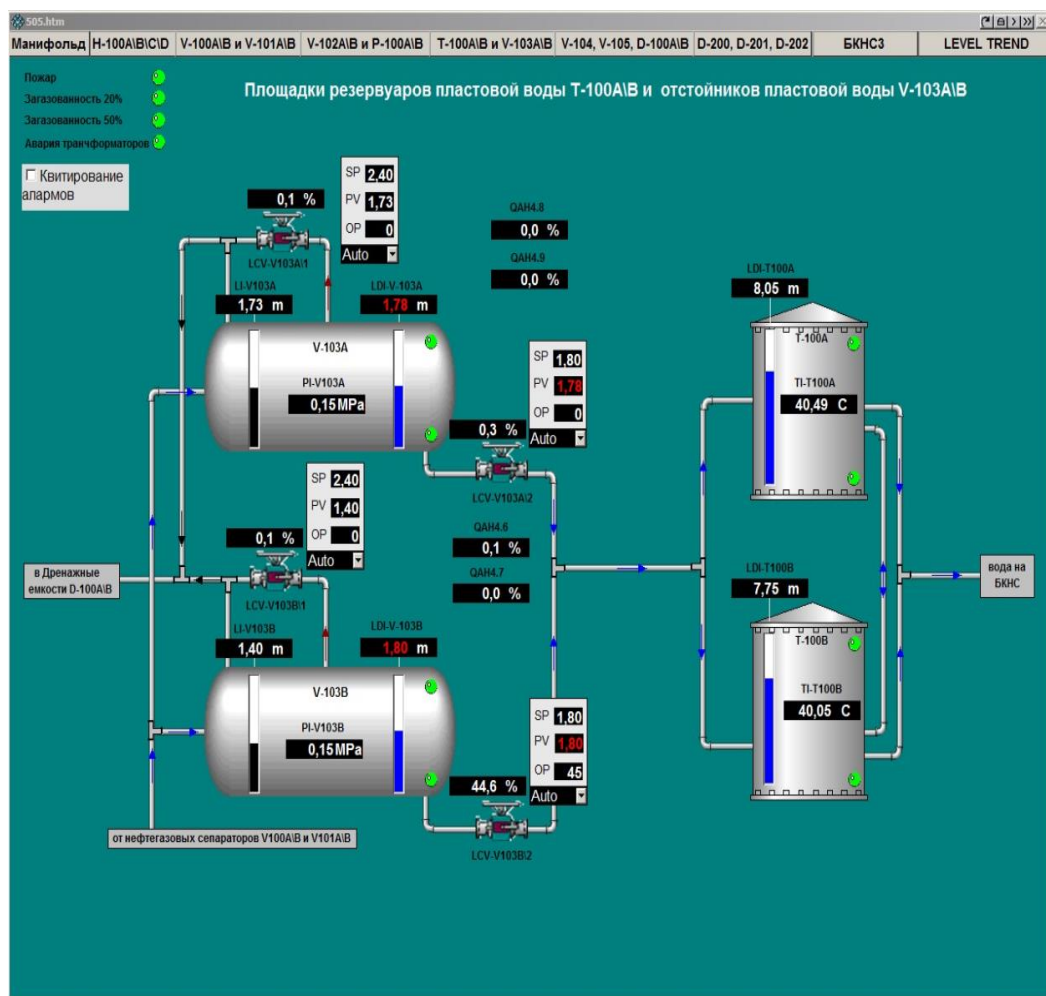 505.htm
Манифольд H-100A\B\C\D V-100A\B и V-101A\B V-102A\B и P-100A\B T-100A\B и V-103A\B V-104, V-105, D-100A\B D-200, D-201, D-202 БКНС3 LEVEL TREND
Пожар
Загазованность 20%
Загазованность 50%
Авария транчформаторов
Площадки резервуаров пластовой воды T-100A\B и отстойников пластовой воды V-103A\B
Квитирование
алармов
0,1 %
LCV-V103A\1
SP 2,40
PV 1,73
OP 0
Auto
QAH4.8
0,0 %
QAH4.9
0,0 %
LI-V103A
1,73 m
LDI-V-103A
1,78 m
V-103A
PI-V103A
0,15 MPa
SP 1,80
PV 1,78
OP 0
Auto
0,3 %
LCV-V103A\2
LDI-T100A
8,05 m
T-100A
TI-T100A
40,49 C
SP 2,40
PV 1,40
OP 0
Auto
0,1 %
LCV-V103B\1
QAH4.6
0,1 %
QAH4.7
0,0 %
в Дренажные
емкости D-100A\B
LI-V103B
1,40 m
LDI-V-103B
1,80 m
V-103B
PI-V103B
0,15 MPa
LDI-T100B
7,75 m
T-100B
TI-T100B
40,05 C
вода на
БКНС
SP 1,80
PV 1,80
OP 45
Auto
44,6 %
LCV-V103B\2
от нефтегазовых сепараторов V100A\B и V101A\B